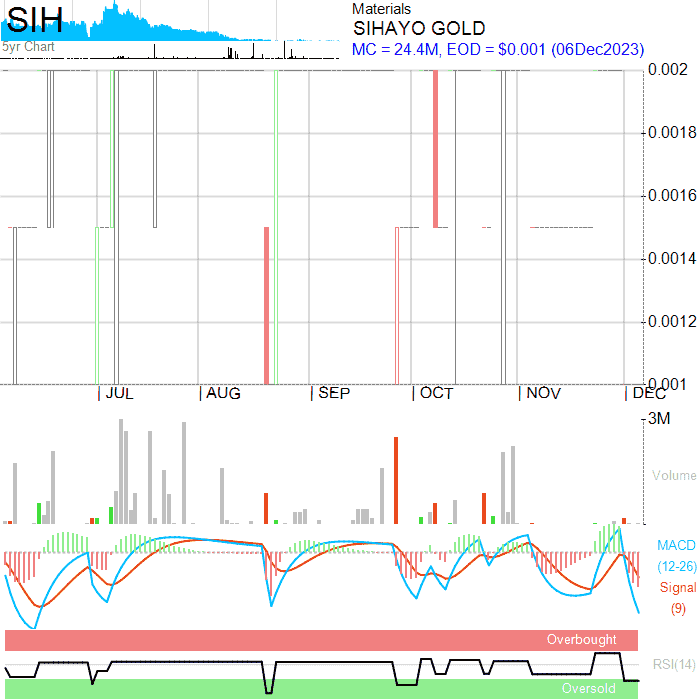 SIH
5yr Chart
Materials
SIHAYO GOLD
MC = 24.4M, EOD = $0.001 (06Dec2023)
0.002
0.0018
0.0016
0.0014
0.0012
0.001
JUL AUG SEP OCT NOV DEC
3M
Volume
MACD
(12-26)
Signal
(9)
Overbought
RSI(14)
Oversold